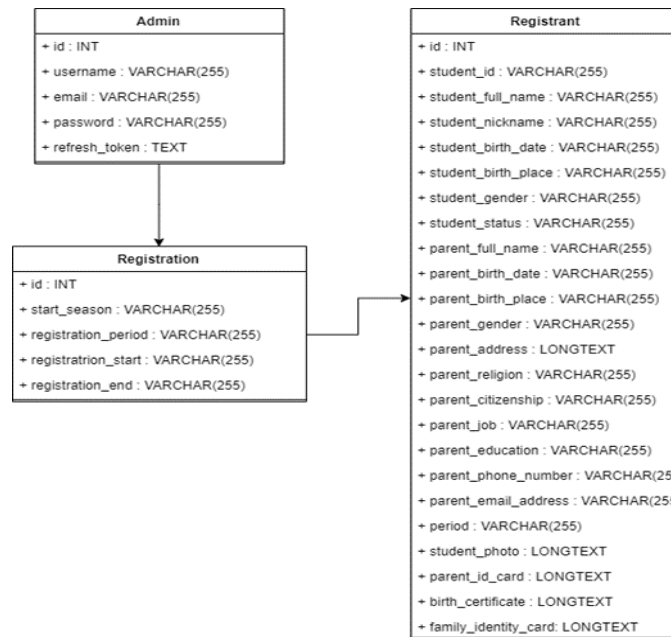 Admin
+ id : INT
+ username : VARCHAR(255)
+ email : VARCHAR(255)
+ password : VARCHAR(255)
+ refresh_token : TEXT
Registration
+ id : INT
+ start_season : VARCHAR(255)
+ registration_period : VARCHAR(255)
+ registratrion_start : VARCHAR(255)
+ registration_end : VARCHAR(255)
Registrant
+ id : INT
+ student_id : VARCHAR(255)
+ student_full_name : VARCHAR(255)
+ student_nickname : VARCHAR(255)
+ student_birth_date : VARCHAR(255)
+ student_birth_place : VARCHAR(255)
+ student_gender : VARCHAR(255)
+ student_status : VARCHAR(255)
+ parent_full_name : VARCHAR(255)
+ parent_birth_date : VARCHAR(255)
+ parent_birth_place : VARCHAR(255)
+ parent_gender : VARCHAR(255)
+ parent_address : LONGTEXT
+ parent_religion : VARCHAR(255)
+ parent_citizenship : VARCHAR(255)
+ parent_job : VARCHAR(255)
+ parent_education : VARCHAR(255)
+ parent_phone_number : VARCHAR(25
+ parent_email_address : VARCHAR(255
+ period : VARCHAR(255)
+ student_photo : LONGTEXT
+ parent_id_card : LONGTEXT
+ birth_certificate : LONGTEXT
+ family_identity_card: LONGTEXT